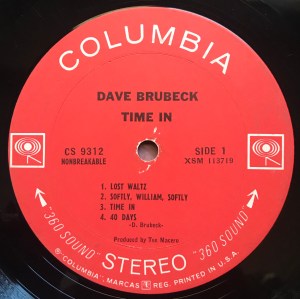 COLUMBIA
DAVE BRUBECK
TIME IN
CS 9312
NONBREAKABLE
SIDE 1
XSM 113719
1. LOST WALTZ
2. SOFTLY, WILLIAM, SOFTLY
3. TIME IN
4. 40 DAYS
-D. Brubeck-
Produced by Teo Macero
"360 SOUND" STEREO "360 SOUND"
® "COLUMBIA" MARCAS REG. PRINTED IN U.S.A.